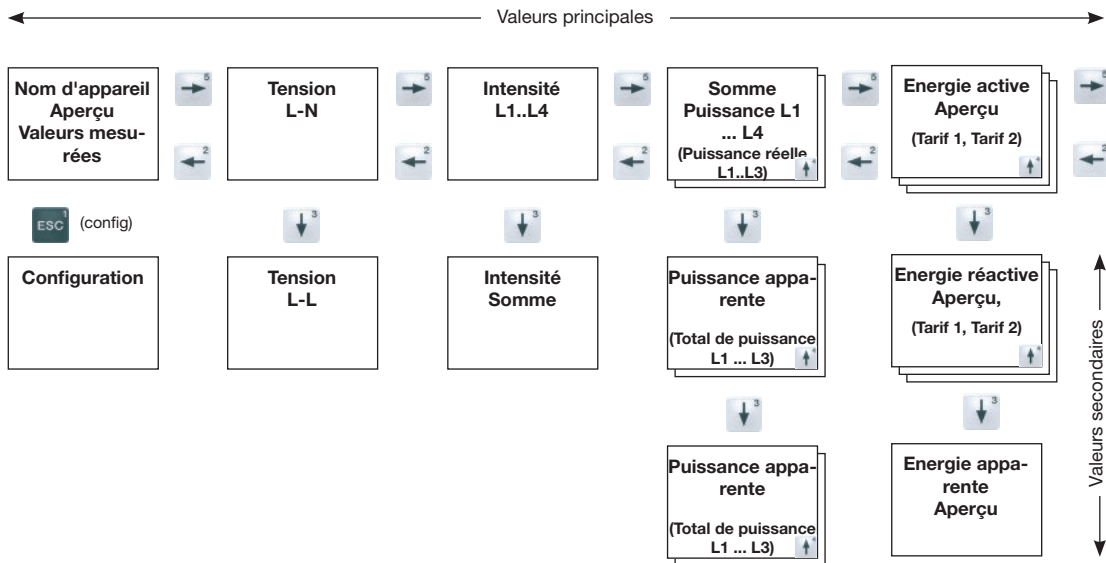 Valeurs principales
Nom d'appareil
Aperçu
Valeurs mesu-
rées
5
2
Tension
L-N
5
2
Intensité
L1..L4
5
2
Somme
Puissance L1
... L4
(Puissance réelle
L1..L3)
4
5
2
Energie active
Aperçu
(Tarif 1, Tarif 2)
4
5
2
ESC 1
(config)
3
3
3
3
Configuration
Tension
L-L
Intensité
Somme
Puissance appa-
rente
(Total de puissance
L1 ... L3)
4
Energie réactive
Aperçu,
(Tarif 1, Tarif 2)
4
Valeurs secondaires
3
3
Puissance appa-
rente
(Total de puissance
L1 ... L3)
4
Energie appa-
rente
Aperçu